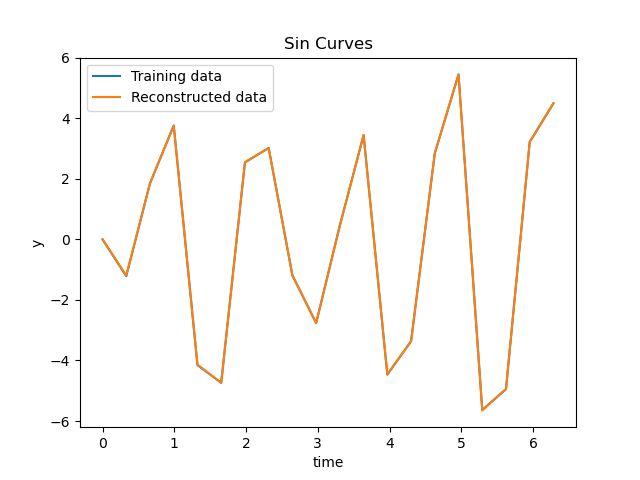 Sin Curves
Training data
Reconstructed data
6
4
2
0
−2
−4
−6
y
0 1 2 3 4 5 6
time